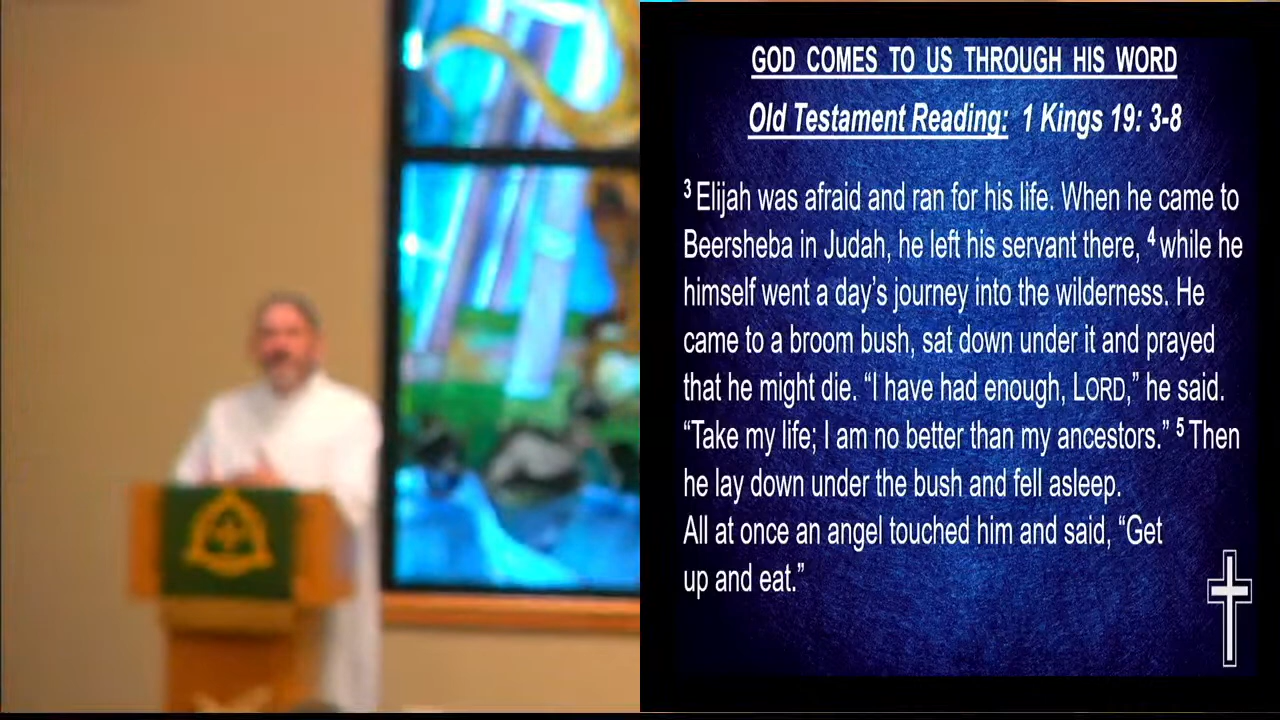 GOD COMES TO US THROUGH HIS WORD
Old Testament Reading: 1 Kings 19: 3-8
3 Elijah was afraid and ran for his life. When he came to
Beersheba in Judah, he left his servant there, 4 while he
himself went a day’s journey into the wilderness. He
came to a broom bush, sat down under it and prayed
that he might die. “I have had enough, LORD,” he said.
“Take my life; I am no better than my ancestors.” 5 Then
he lay down under the bush and fell asleep.
All at once an angel touched him and said, “Get
up and eat.”